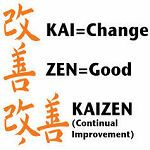 改 KAI=Change
善 ZEN=Good
改善 KAIZEN
(Continual
Improvement)